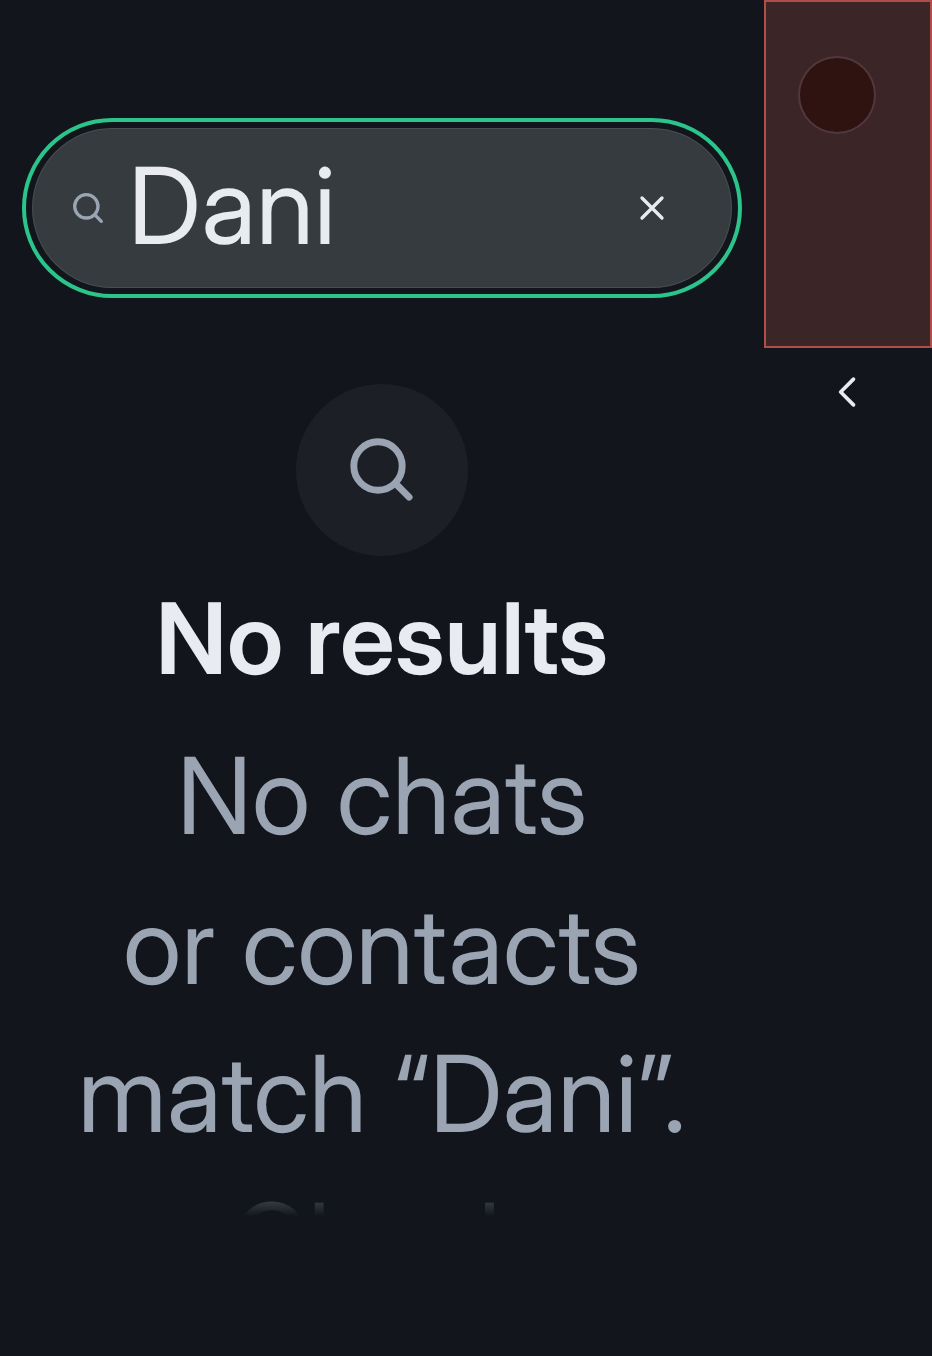 Dani
No results
No chats
or contacts
match “Dani”.